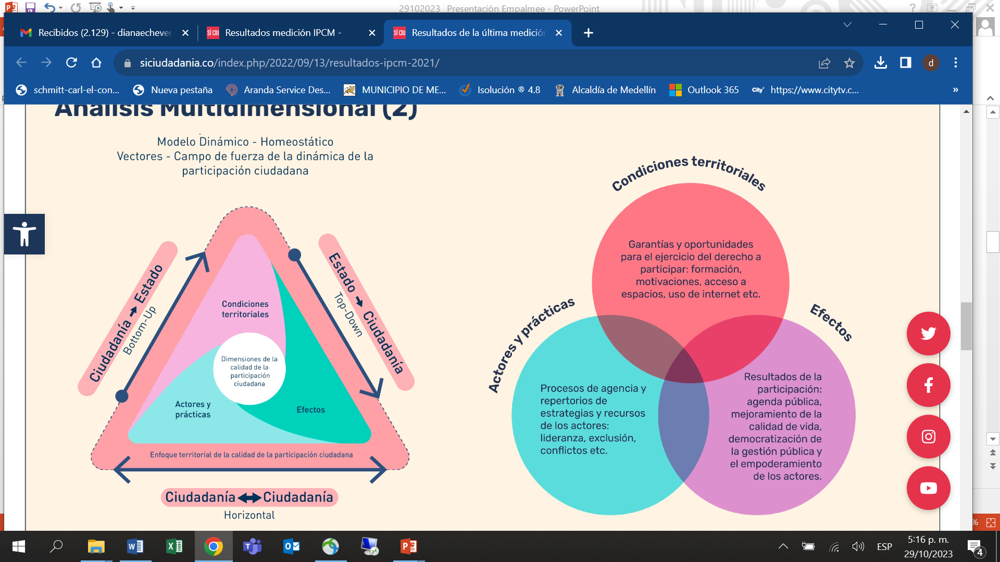 29102023 Presentación Empalmee - PowerPoint
Recibidos (2.129) - dianaechever
SÍ CIU
Resultados medición IPCM -
SÍ CIU
Resultados de la última medición
siciudadania.co/index.php/2022/09/13/resultados-ipcm-2021/
d
schmitt-carl-el-con...
Nueva pestaña
Aranda Service Des...
MUNICIPIO DE ME...
Isolución ® 4.8
Alcaldía de Medellín
Outlook 365
City
https://www.citytv.c...
»
Análisis Multidimensional (2)
Modelo Dinámico - Homeostático
Vectores - Campo de fuerza de la dinámica de la
participación ciudadana
Ciudadanía Estado
Bottom-Up
Estado Ciudadanía
Top-Down
Condiciones
territoriales
Dimensiones de la
calidad de la
participación
ciudadana
Actores y
prácticas
Efectos
Enfoque territorial de la calidad de la participación ciudadana
Ciudadanía Ciudadanía
Horizontal
Condiciones territoriales
Garantías y oportunidades
para el ejercicio del derecho a
participar: formación,
motivaciones, acceso a
espacios, uso de internet etc.
Actores y prácticas
Procesos de agencia y
repertorios de
estrategias y recursos
de los actores:
lideranza, exclusión,
conflictos etc.
Efectos
Resultados de la
participación:
agenda pública,
mejoramiento de la
calidad de vida,
democratización de
la gestión pública y
el empoderamiento
de los actores.
%
ESP
5:16 p. m.
29/10/2023
4